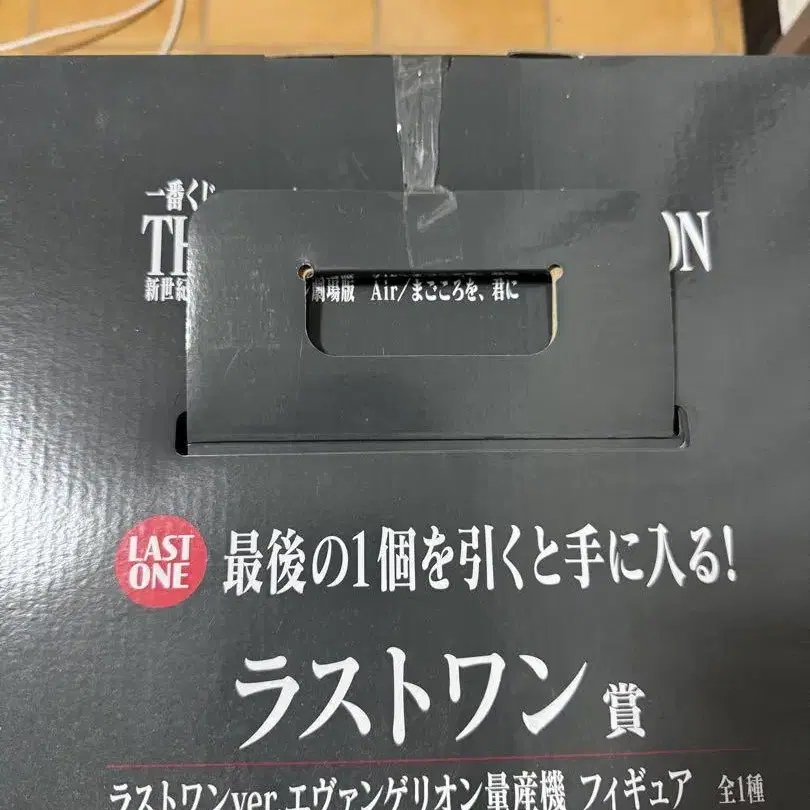 一番くじ
TH ON
新世紀
劇場版 Air/まごころを、君に
LAST
ONE
最後の1個を引くと手に入る!
ラストワン賞
ラストワンver.エヴァンゲリオン量産機 フィギュア 全1種